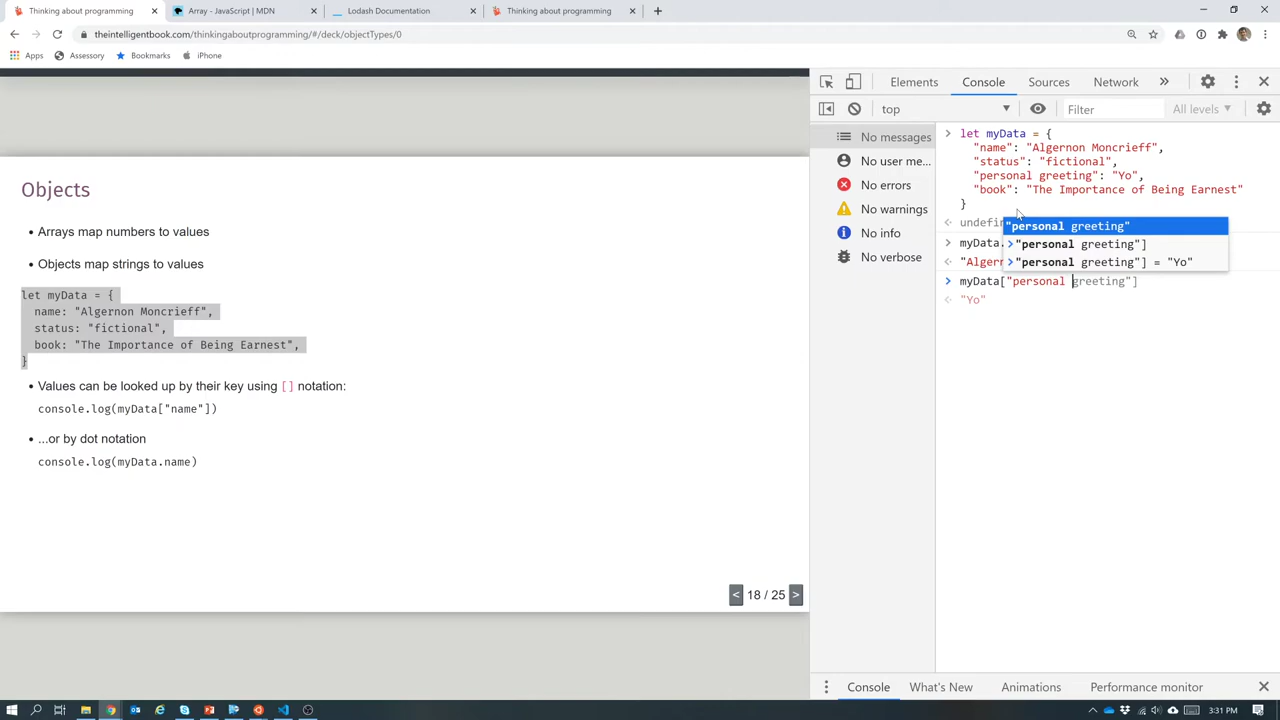 Thinking about programming
Array - JavaScript | MDN
Lodash Documentation
Thinking about programming
theintelligentbook.com/thinkingaboutprogramming/#/deck/objectTypes/0
Apps
Assessory
Bookmarks
iPhone
Objects
• Arrays map numbers to values
• Objects map strings to values
let myData = {
name: "Algernon Moncrieff",
status: "fictional",
book: "The Importance of Being Earnest",
}
• Values can be looked up by their key using [] notation:
console.log(myData["name"])
• ...or by dot notation
console.log(myData.name)
< 18 / 25 >
Elements
Console
Sources
Network
top
Filter
All levels
No messages
No user me...
No errors
No warnings
No info
No verbose
let myData = {
"name": "Algernon Moncrieff",
"status": "fictional",
"personal greeting": "Yo",
"book": "The Importance of Being Earnest"
}
undefin
"personal greeting"
myData.
"personal greeting"]
"Algern
"personal greeting"] = "Yo"
myData["personal greeting"]
"Yo"
Console
What's New
Animations
Performance monitor
3:31 PM